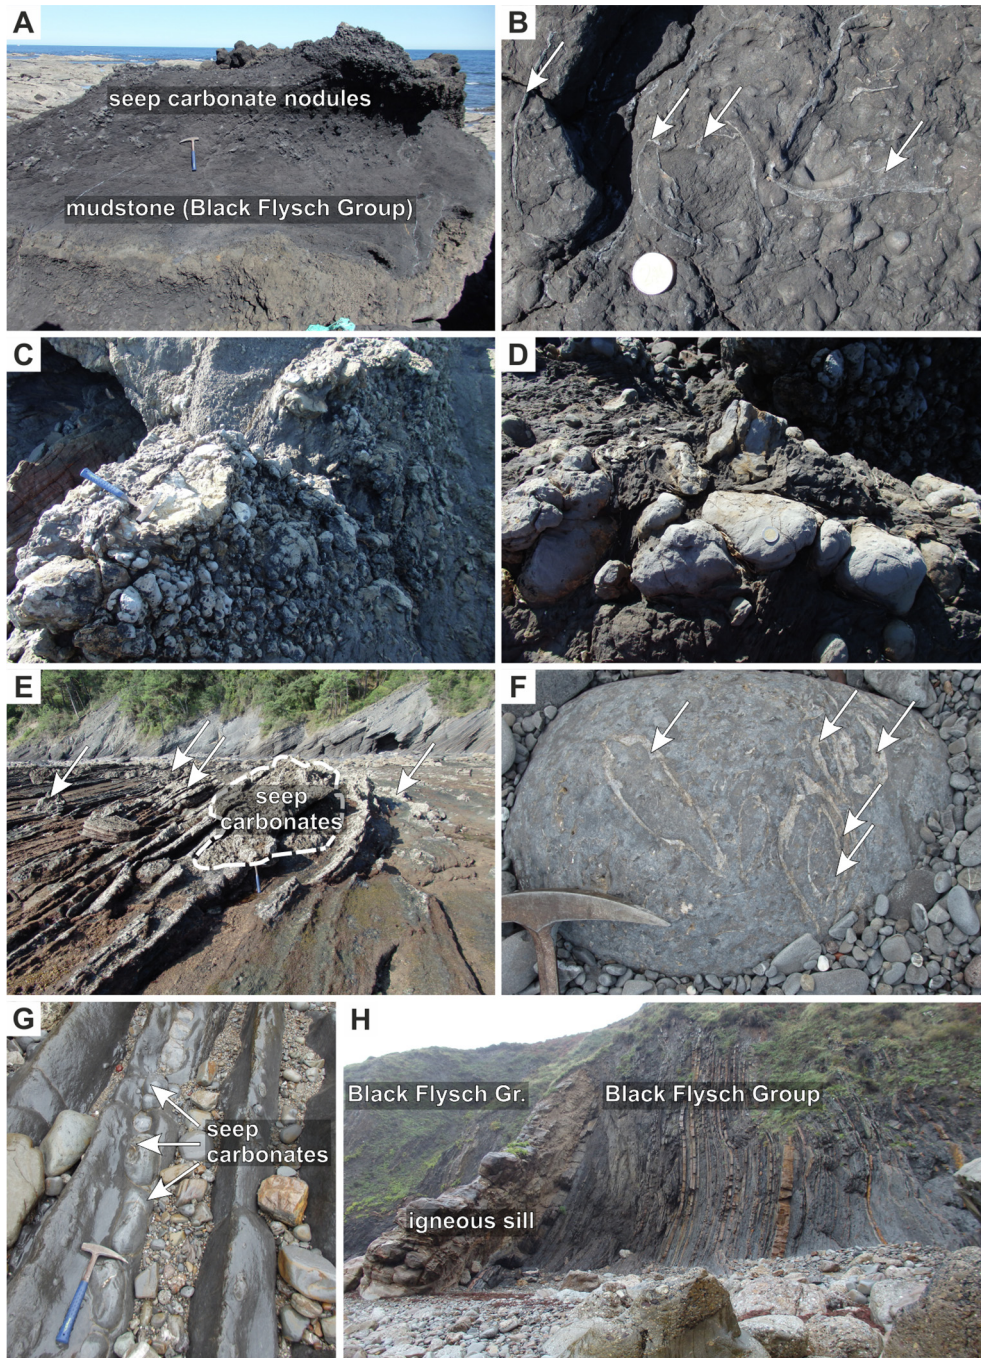 A
seep carbonate nodules
mudstone (Black Flysch Group)
B
C
D
E
seep
carbonates
F
G
seep
carbonates
H
Black Flysch Gr.
Black Flysch Group
igneous sill